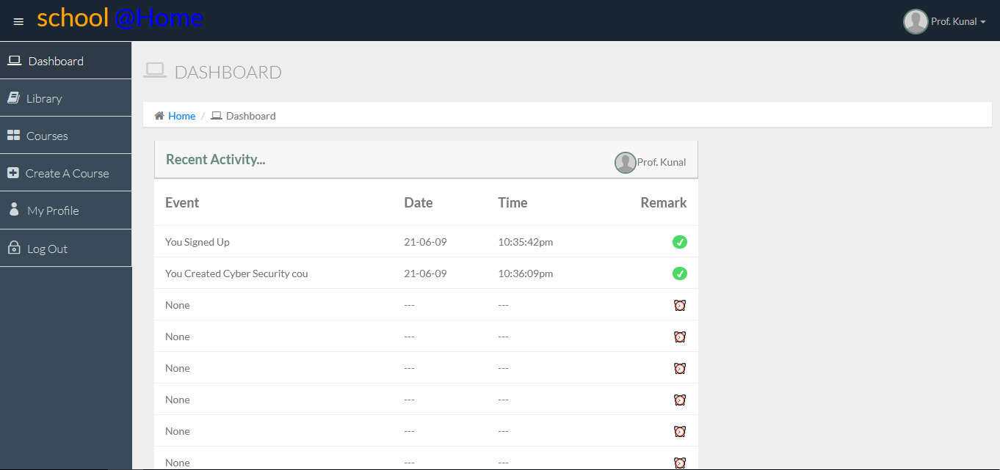 school @Home
Prof. Kunal
Dashboard
Library
Courses
Create A Course
My Profile
Log Out
DASHBOARD
Home / Dashboard
Recent Activity...
Prof. Kunal
Event Date Time Remark
You Signed Up 21-06-09 10:35:42pm
You Created Cyber Security cou 21-06-09 10:36:09pm
None --- ---
None --- ---
None --- ---
None --- ---
None --- ---
None --- ---